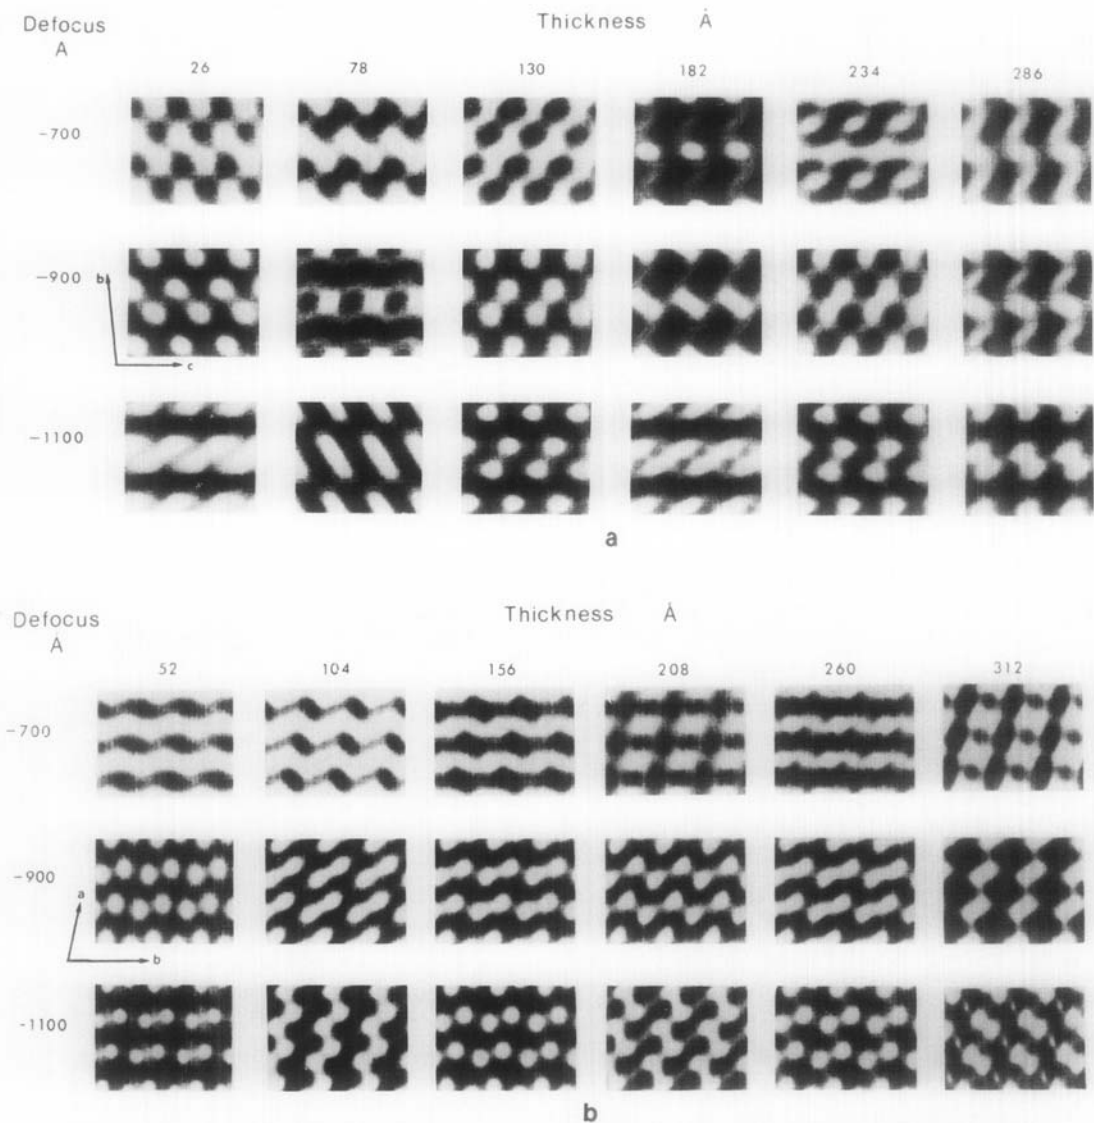 Defocus Thickness Å
Å
26 78 130 182 234 286
-700
-900
b
c
-1100
a
Defocus Thickness Å
Å
52 104 156 208 260 312
-700
-900
a
b
-1100
b